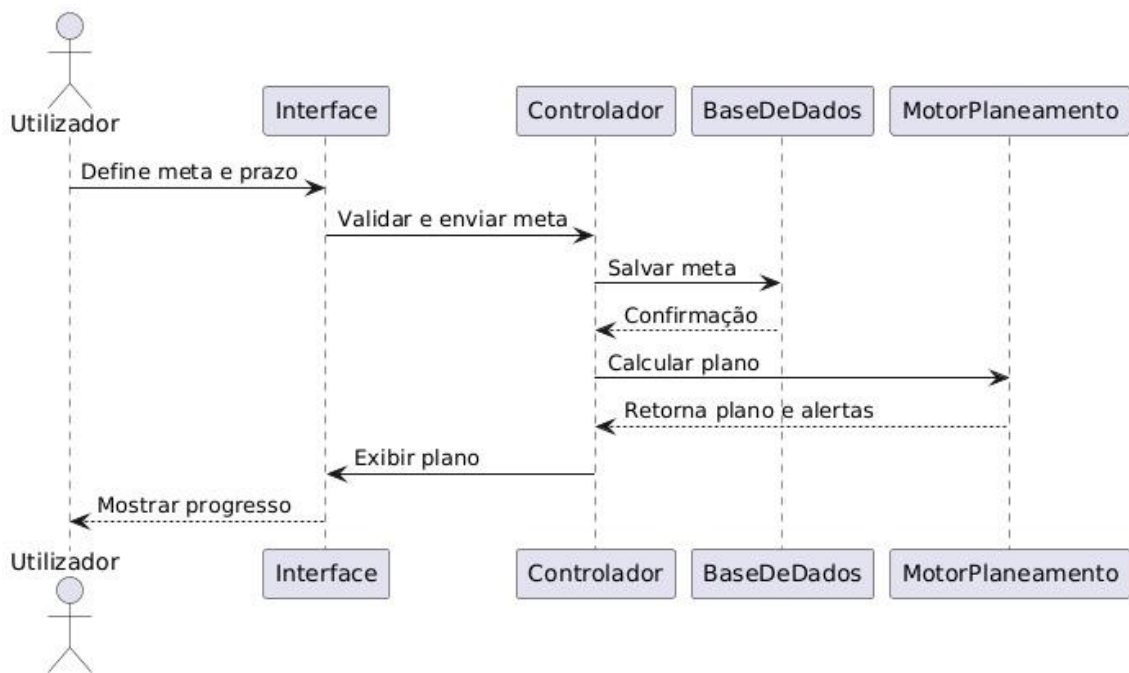 Utilizador
Interface
Controlador
BaseDeDados
MotorPlaneamento
Define meta e prazo
Validar e enviar meta
Salvar meta
Confirmação
Calcular plano
Retorna plano e alertas
Exibir plano
Mostrar progresso
Utilizador
Interface
Controlador
BaseDeDados
MotorPlaneamento